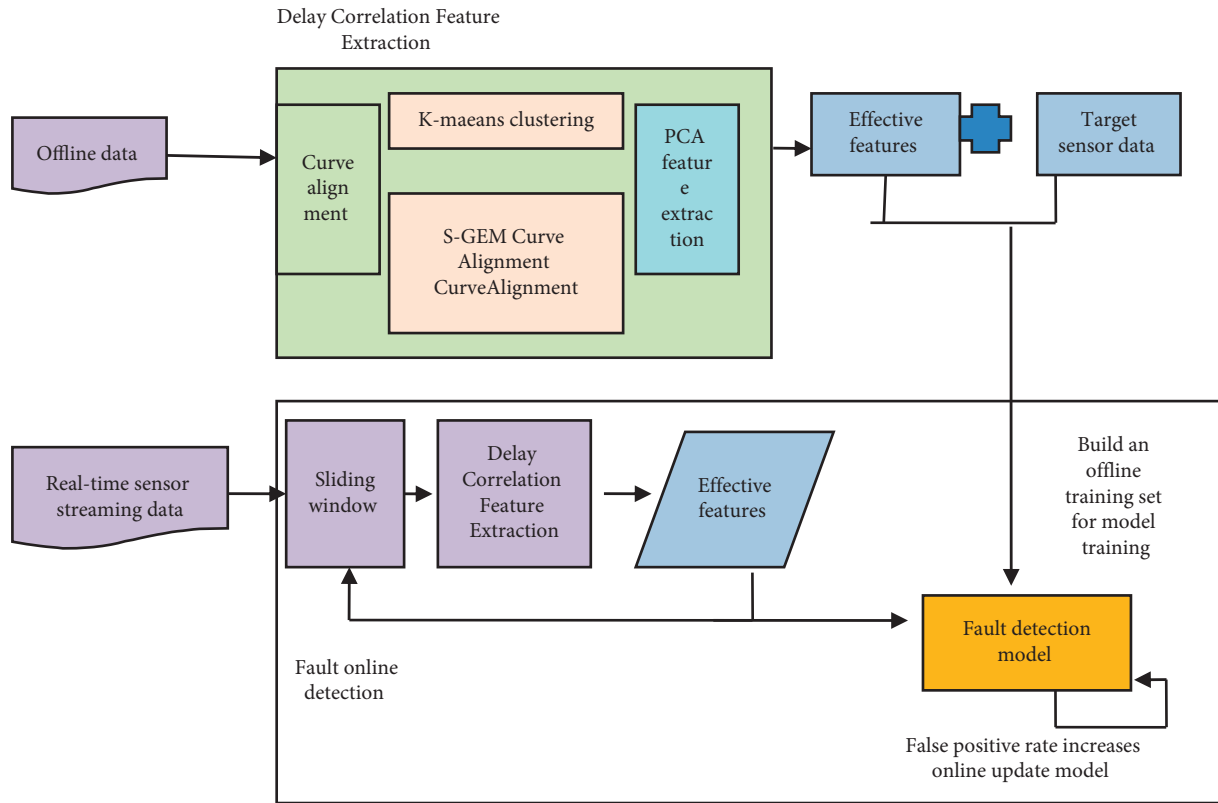 Delay Correlation Feature
Extraction
Offline data
Curve
align
ment
K-maeans clustering
S-GEM Curve
Alignment
CurveAlignment
PCA
featur
e
extrac
tion
Effective
features
Target
sensor data
Real-time sensor
streaming data
Sliding
window
Delay
Correlation
Feature
Extraction
Effective
features
Build an
offline
training set
for model
training
Fault online
detection
Fault detection
model
False positive rate increases
online update model